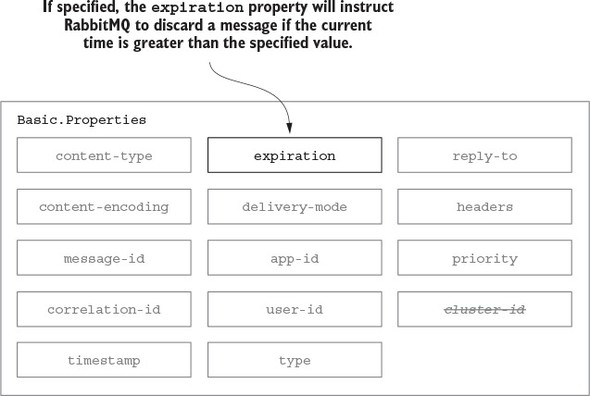 If specified, the expiration property will instruct
RabbitMQ to discard a message if the current
time is greater than the specified value.
Basic.Properties
content-type expiration reply-to
content-encoding delivery-mode headers
message-id app-id priority
correlation-id user-id cluster-id
timestamp type